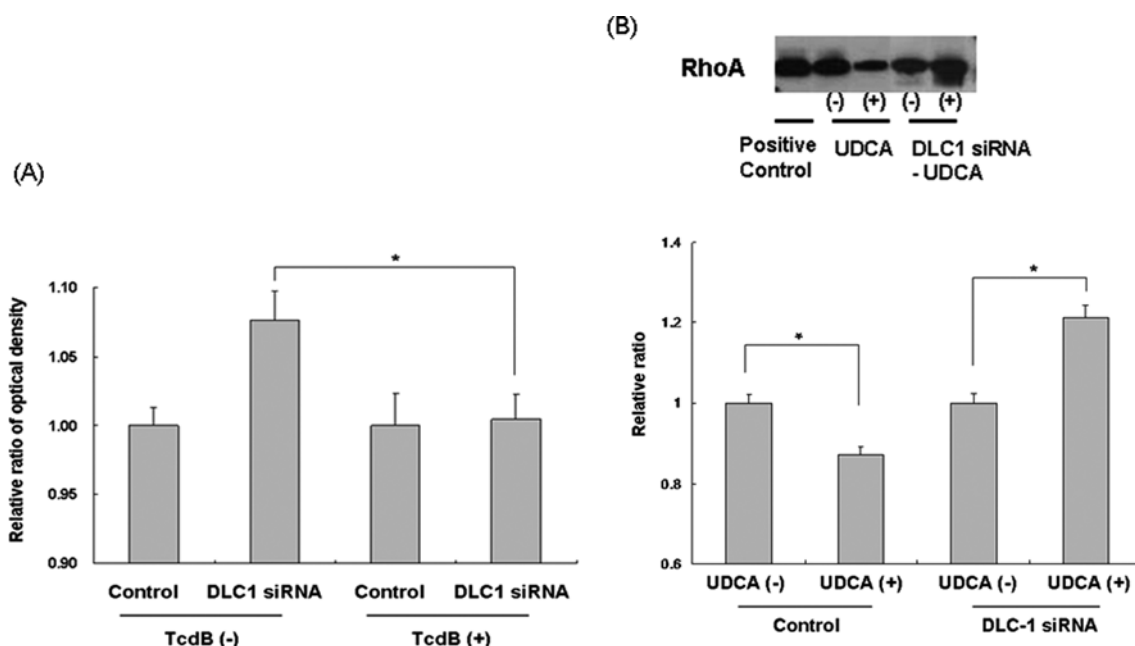 (A)
Relative ratio of optical density
1.10
1.05
1.00
0.95
0.90
*
Control DLC1 siRNA Control DLC1 siRNA
TcdB (-) TcdB (+)
(B)
RhoA
(-) (+) (-) (+)
Positive Control
UDCA
DLC1 siRNA
- UDCA
Relative ratio
1.4
1.2
1
0.8
0.6
*
*
UDCA (-) UDCA (+) UDCA (-) UDCA (+)
Control DLC-1 siRNA